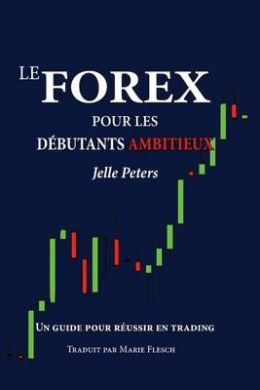 LE FOREX
POUR LES
DÉBUTANTS AMBITIEUX
Jelle Peters
UN GUIDE POUR RÉUSSIR EN TRADING
TRADUIT PAR MARIE FLESCH